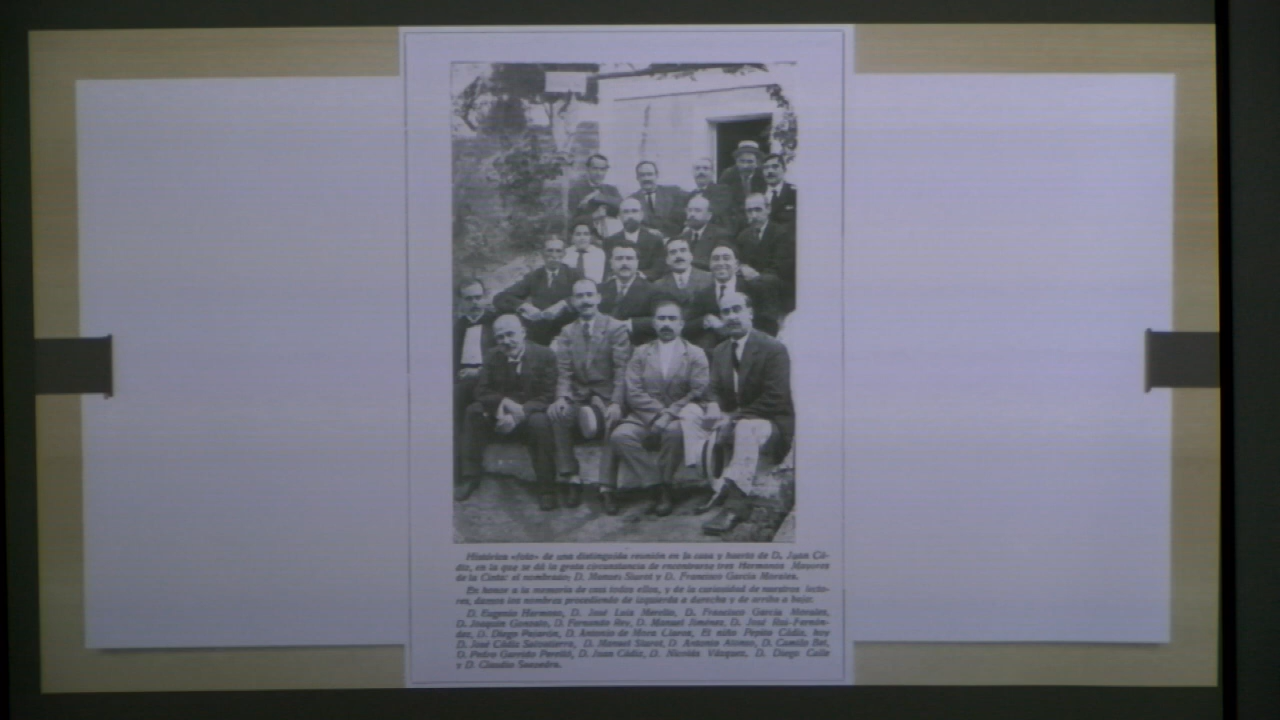 Histórica «foto» de una distinguida reunión en la casa y huerto de D. Juan Cá-
diz, en la que se dá la grata circunstancia de encontrarse tres Hermanos Mayores
de la Cinta: el nombrado; D. Manuel Siurot y D. Francisco García Morales.
En honor a la memoria de casi todos ellos, y de la curiosidad de nuestros lecto-
res, damos los nombres procediendo de izquierda a derecha y de arriba a bajo:
D. Eugenio Hermoso, D. José Luis Morello, D. Francisco García Morales,
D. Joaquín Gonzalo, D. Fernando Rey, D. Manuel Jiménez, D. José Fernán-
dez, D. Diego Pajarón, D. Antonio de Mora Claros, El niño Pepito Cádiz, hoy
D. José Cádiz Salvatierra, D. Manuel Siurot, D. Antonio Alonso, D. Camilo Bel,
D. Pedro Garrido Perelló, D. Juan Cádiz, D. Nicolás Vázquez, D. Diego Calle
y D. Claudio Saavedra.